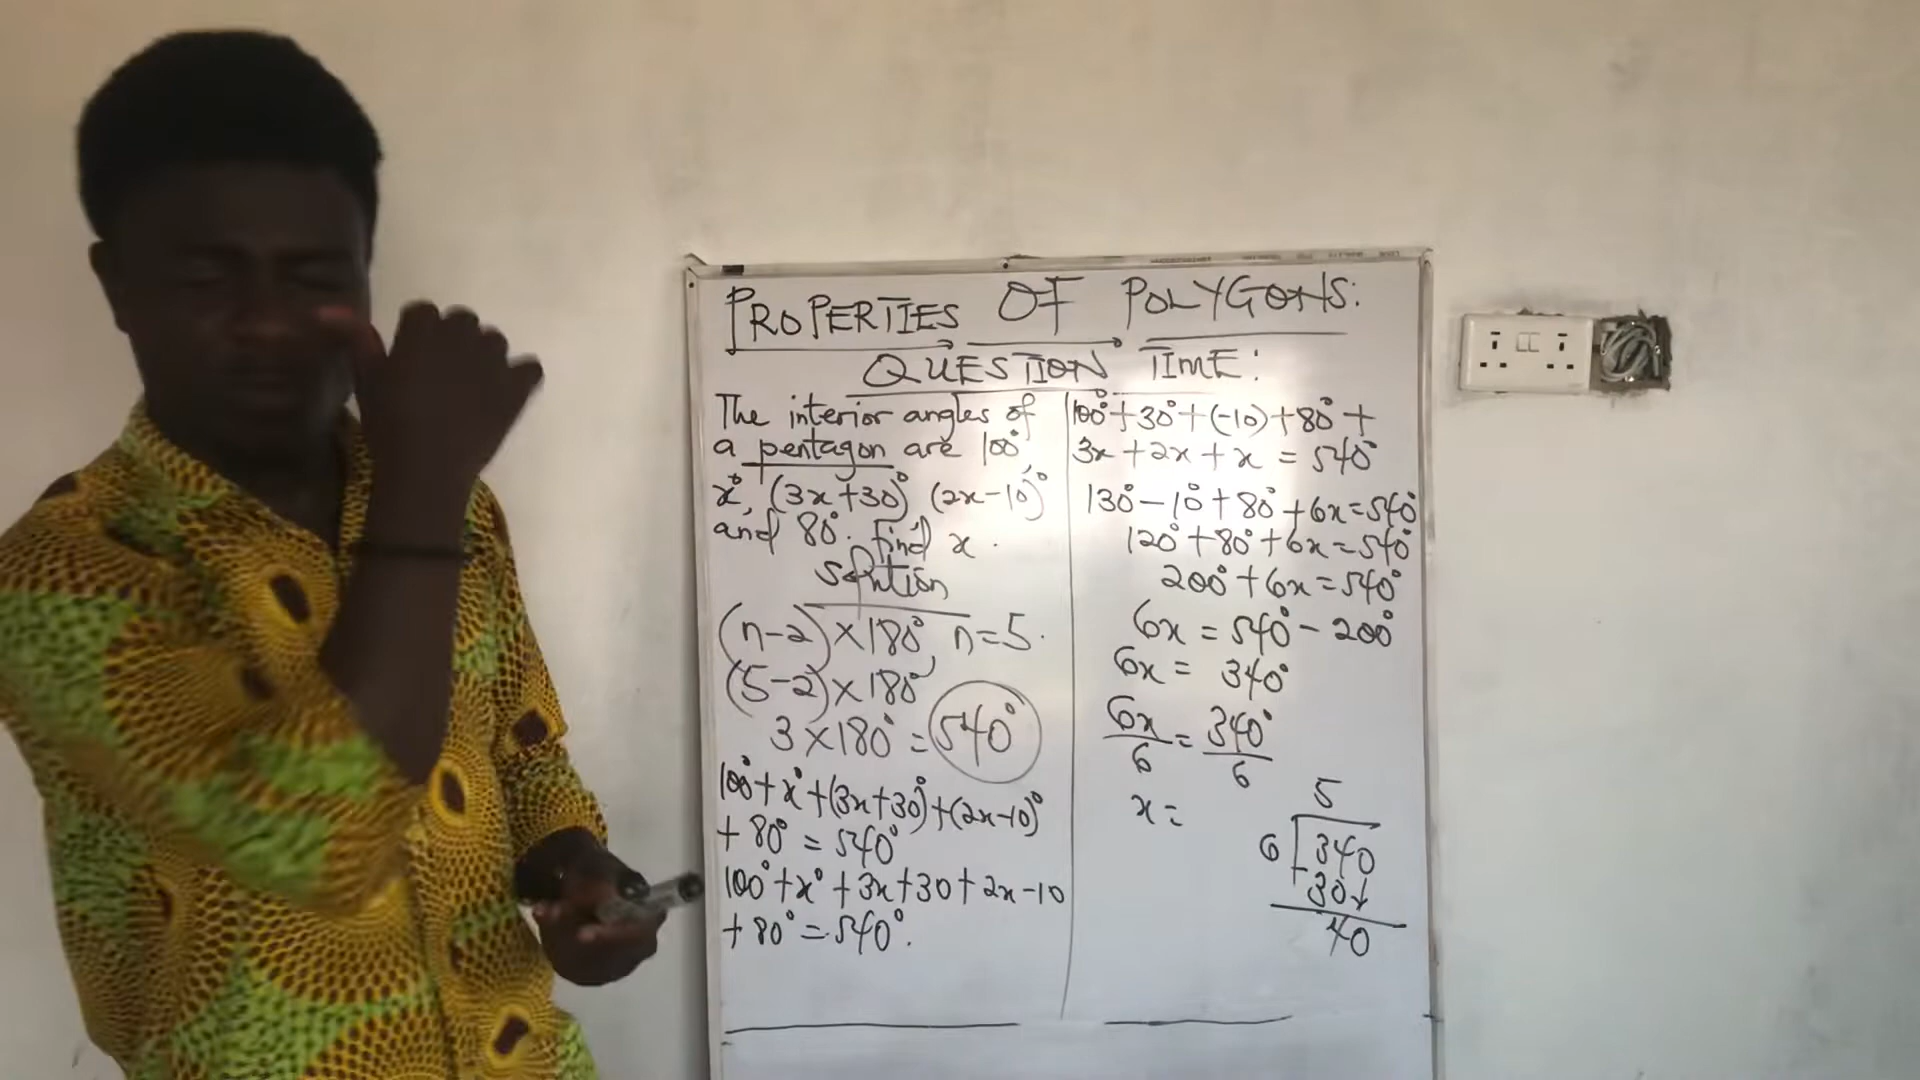 PROPERTIES OF POLYGONS:
QUESTION TIME:
The interior angles of
a pentagon are 100°,
x°, (3x+30)° (2x-10)°
and 80°. Find x.
Solution
(n-2)×180°, n=5.
(5-2)×180°
3×180° = 540°
100°+x°+(3x+30)°+(2x-10)°
+80° = 540°
100°+x°+3x+30+2x-10
+80° = 540°.
100°+30°+(-10)+80°+
3x+2x+x = 540°
130°-10°+80°+6x=540°
120°+80°+6x=540°
200°+6x=540°
6x = 540°-200°
6x = 340°
6x/6 = 340°/6
x =
5
6 340
- 30↓
40